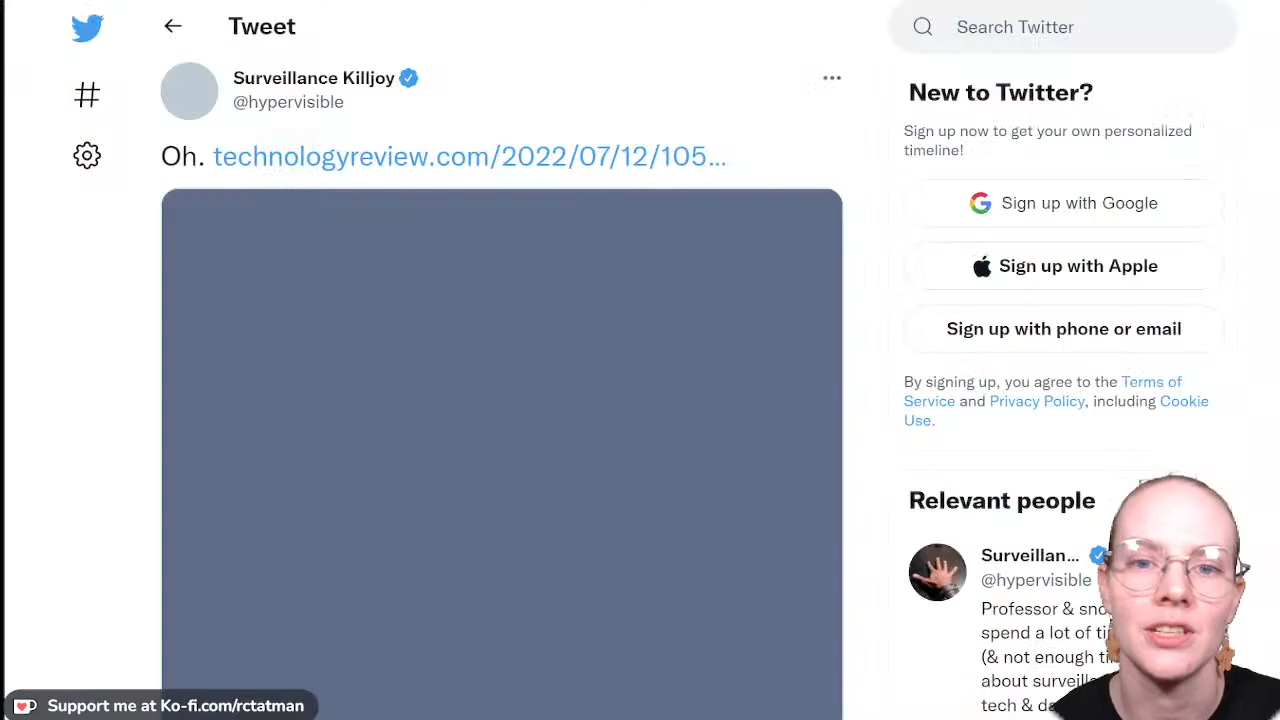 Tweet
Search Twitter
Surveillance Killjoy
@hypervisible
Oh. technologyreview.com/2022/07/12/105...
New to Twitter?
Sign up now to get your own personalized
timeline!
Sign up with Google
Sign up with Apple
Sign up with phone or email
By signing up, you agree to the Terms of
Service and Privacy Policy, including Cookie
Use.
Relevant people
Surveillan...
@hypervisible
Professor &
spend a lot of
(& not enough
about
tech &
Support me at Ko-fi.com/rctatman